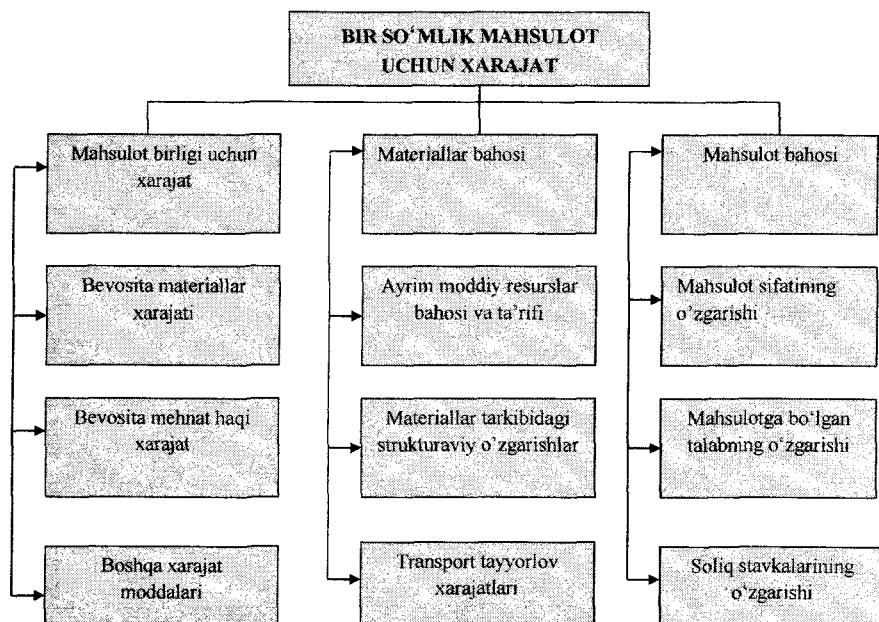 BIR SO‘MLIK MAHSULOT
UCHUN XARAJAT
Mahsulot birligi uchun
xarajat
Bevosita materiallar
xarajati
Bevosita mehnat haqi
xarajat
Boshqa xarajat
moddalari
Materiallar bahosi
Ayrim moddiy resurslar
bahosi va ta’rifi
Materiallar tarkibidagi
strukturaviy o’zgarishlar
Transport tayyorlov
xarajatlari
Mahsulot bahosi
Mahsulot sifatining
o’zgarishi
Mahsulotga bo‘lgan
talabning o‘zgarishi
Soliq stavkalarining
o’zgarishi